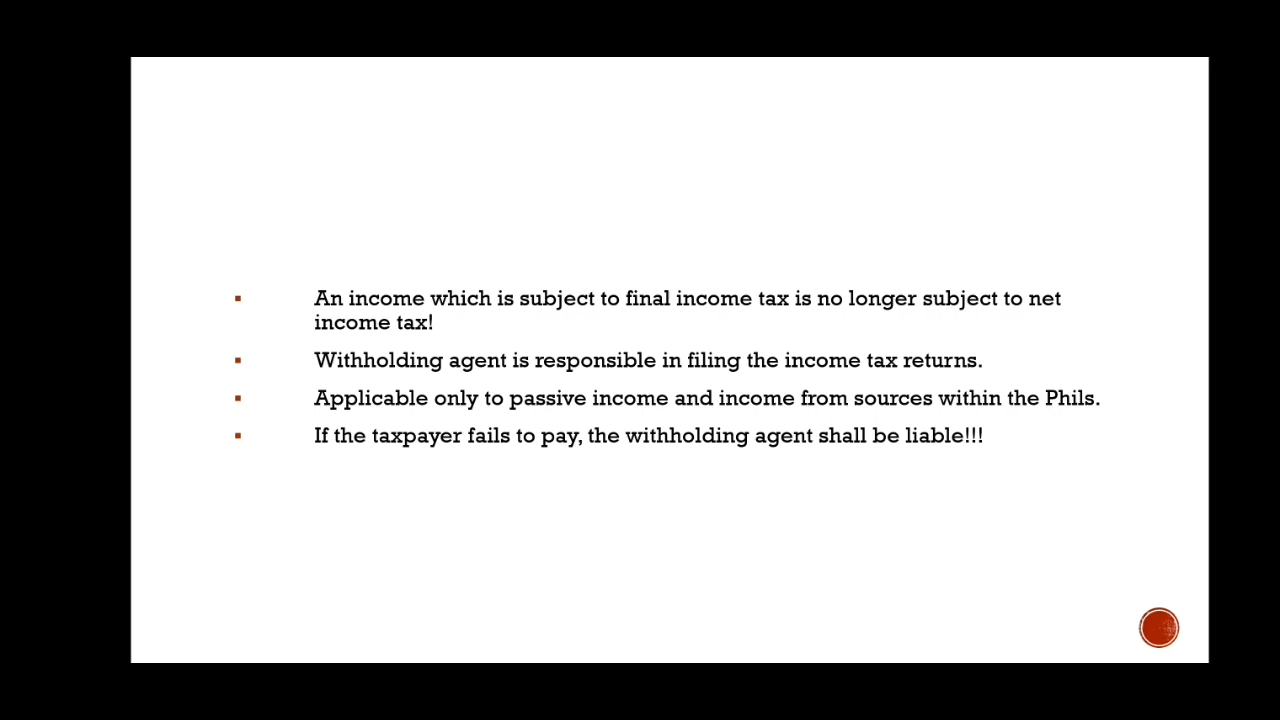 An income which is subject to final income tax is no longer subject to net
income tax!
Withholding agent is responsible in filing the income tax returns.
Applicable only to passive income and income from sources within the Phils.
If the taxpayer fails to pay, the withholding agent shall be liable!!!